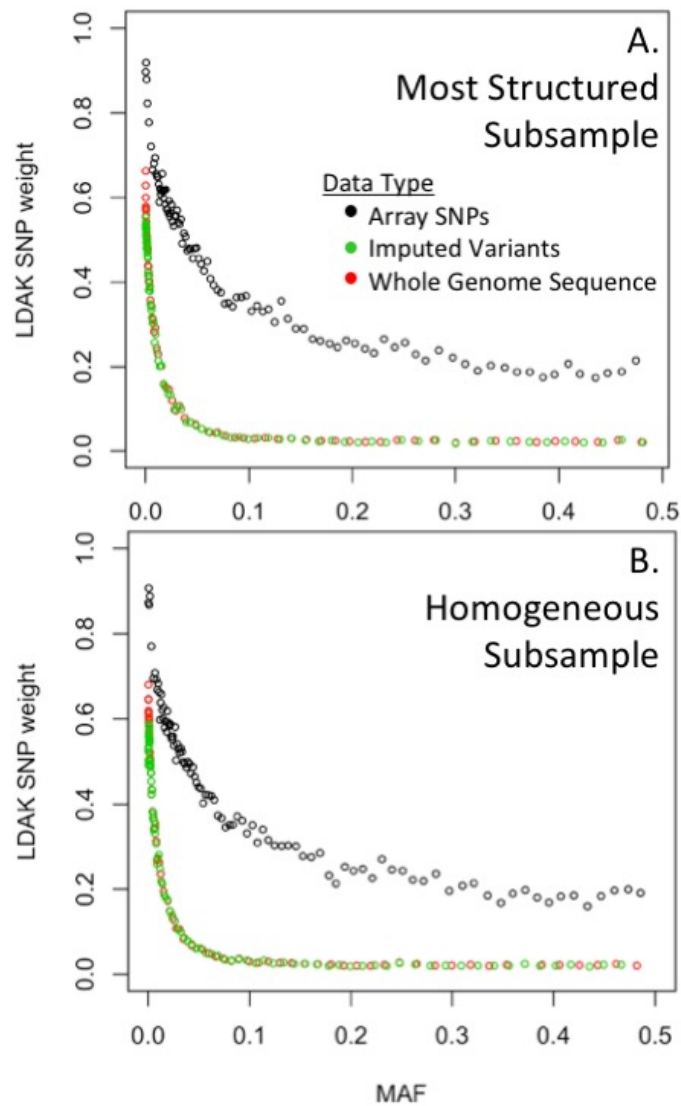 A.
Most Structured
Subsample
Data Type
Array SNPs
Imputed Variants
Whole Genome Sequence
LDAK SNP weight
1.0
0.8
0.6
0.4
0.2
0.0
0.0 0.1 0.2 0.3 0.4 0.5
B.
Homogeneous
Subsample
LDAK SNP weight
1.0
0.8
0.6
0.4
0.2
0.0
0.0 0.1 0.2 0.3 0.4 0.5
MAF